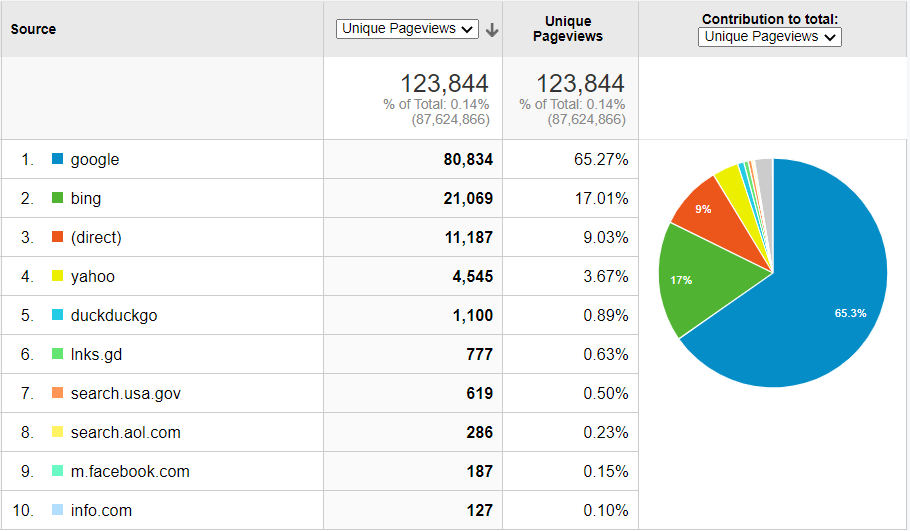 Source
Unique Pageviews
Unique
Pageviews
Contribution to total:
Unique Pageviews
123,844
% of Total: 0.14%
(87,624,866)
123,844
% of Total: 0.14%
(87,624,866)
1. google 80,834 65.27%
2. bing 21,069 17.01%
3. (direct) 11,187 9.03%
4. yahoo 4,545 3.67%
5. duckduckgo 1,100 0.89%
6. lnks.gd 777 0.63%
7. search.usa.gov 619 0.50%
8. search.aol.com 286 0.23%
9. m.facebook.com 187 0.15%
10. info.com 127 0.10%
9%
17%
65.3%